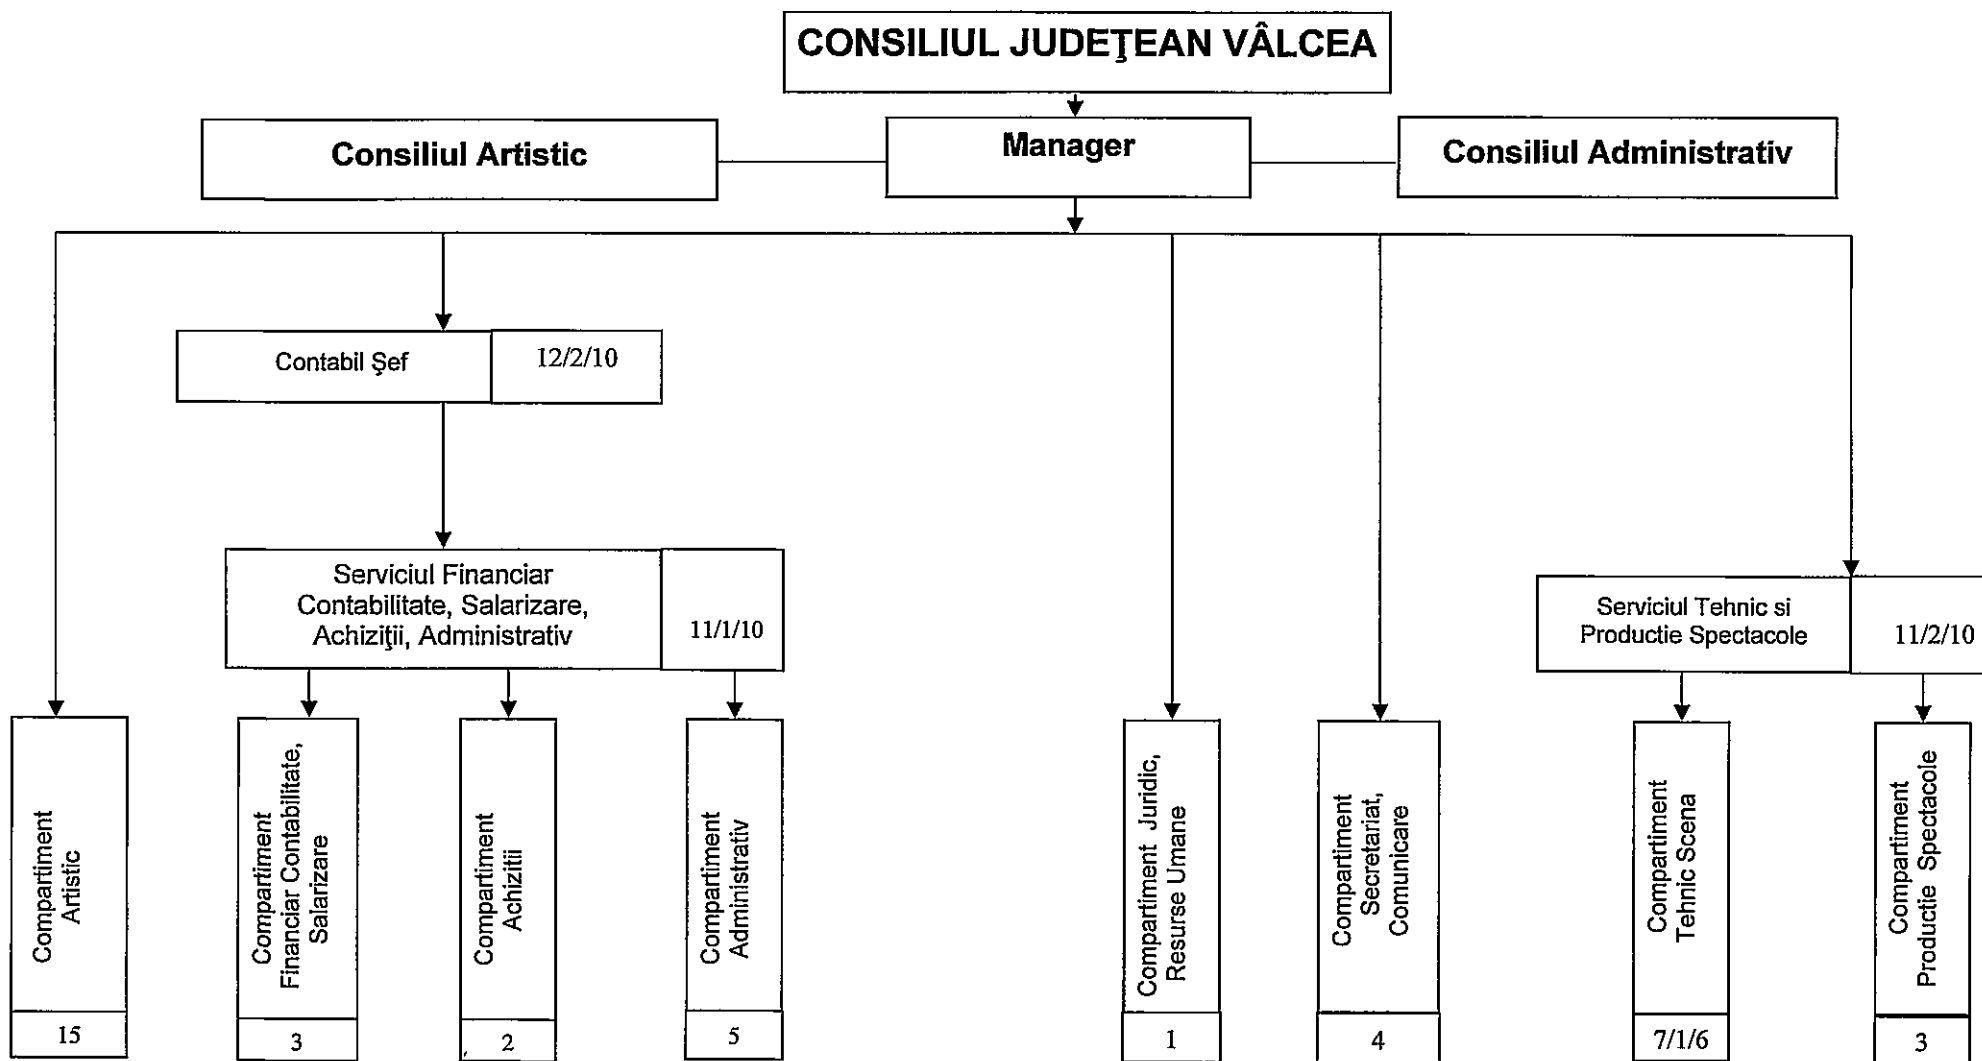 CONSILIUL JUDEŢEAN VÂLCEA
Consiliul Artistic
Manager
Consiliul Administrativ
Contabil Şef
12/2/10
Serviciul Financiar
Contabilitate, Salarizare,
Achiziţii, Administrativ
11/1/10
Serviciul Tehnic si
Productie Spectacole
11/2/10
Compartiment
Artistic
15
Compartiment
Financiar Contabilitate,
Salarizare
3
Compartiment
Achizitii
2
Compartiment
Administrativ
5
Compartiment Juridic,
Resurse Umane
1
Compartiment
Secretariat,
Comunicare
4
Compartiment
Tehnic Scena
7/1/6
Compartiment
Productie Spectacole
3